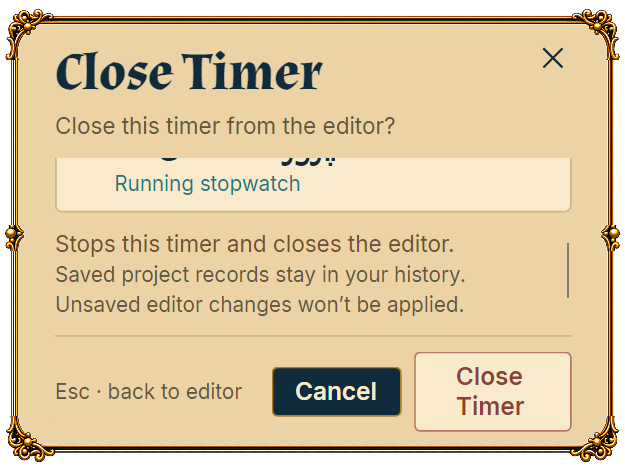 Close Timer
Close this timer from the editor?
Running stopwatch
Stops this timer and closes the editor.
Saved project records stay in your history.
Unsaved editor changes won’t be applied.
Esc · back to editor
Cancel
Close
Timer